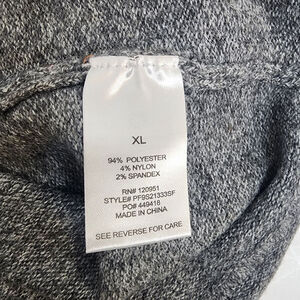 XL
94% POLYESTER
4% NYLON
2% SPANDEX
RN# 120951
STYLE# PF9S21333SF
PO# 449418
MADE IN CHINA
SEE REVERSE FOR CARE